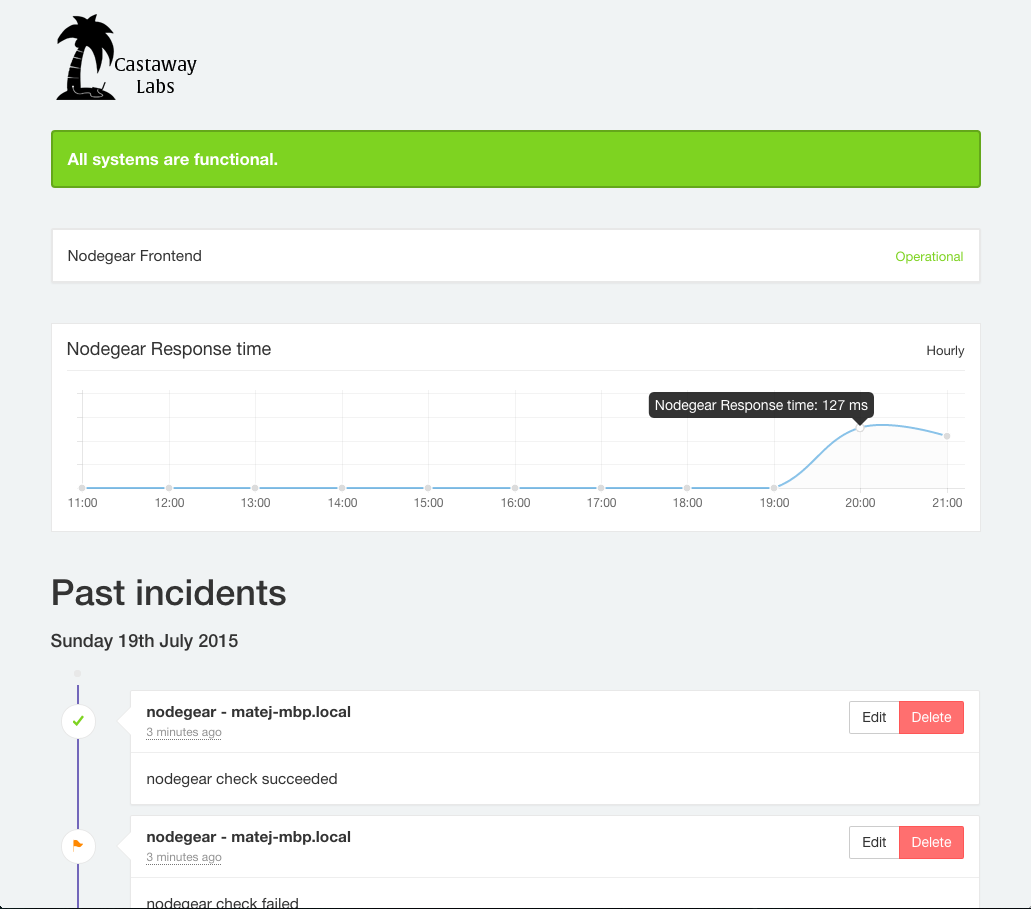 Castaway
Labs
All systems are functional.
Nodegear Frontend
Operational
Nodegear Response time
Hourly
Nodegear Response time: 127 ms
11:00 12:00 13:00 14:00 15:00 16:00 17:00 18:00 19:00 20:00 21:00
Past incidents
Sunday 19th July 2015
nodegear - matej-mbp.local
Edit Delete
3 minutes ago
nodegear check succeeded
nodegear - matej-mbp.local
Edit Delete
3 minutes ago
nodegear check failed